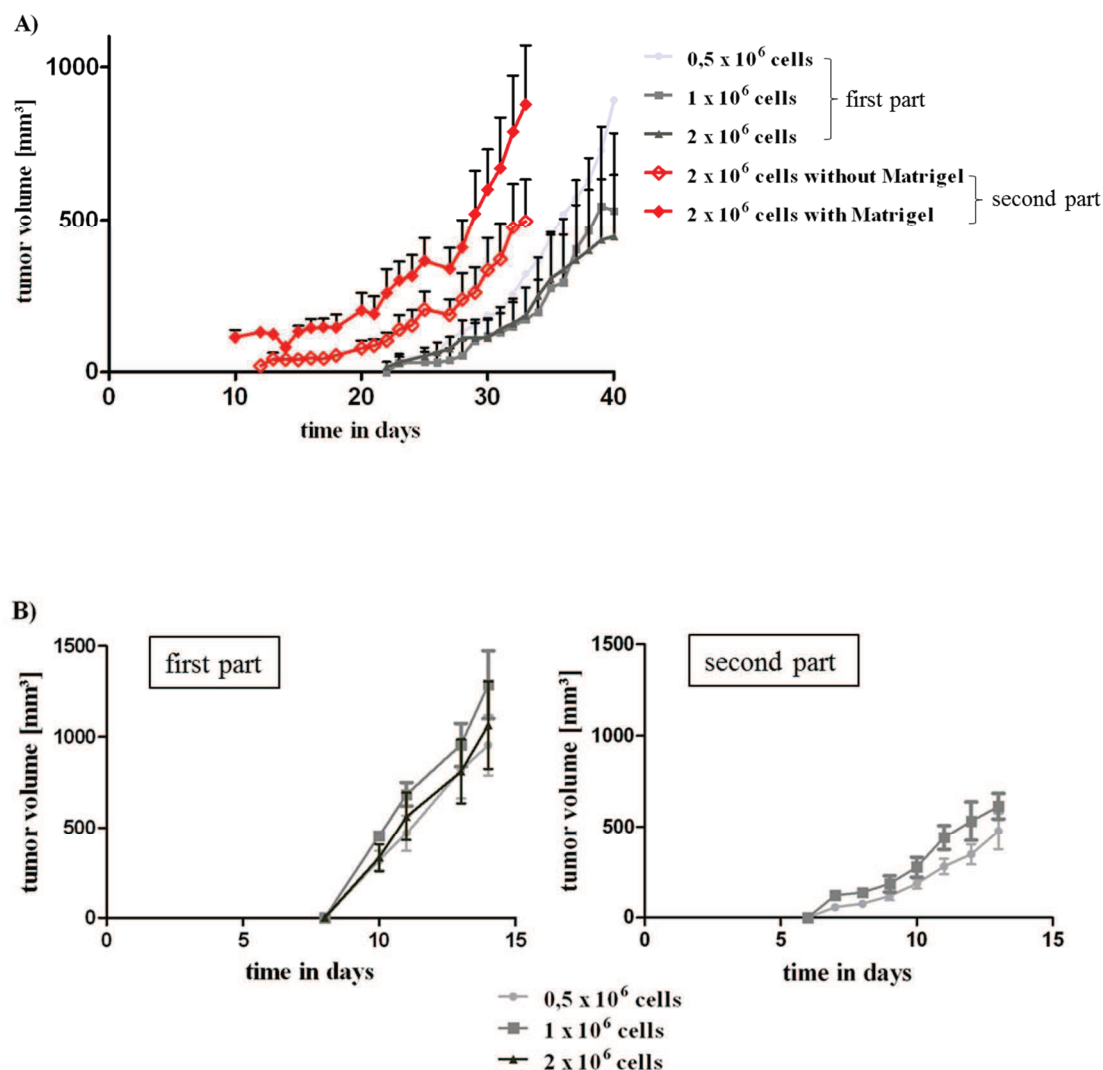 A)
tumor volume [mm³]
1000
500
0
0 10 20 30 40
time in days
0,5 x 10⁶ cells
1 x 10⁶ cells
2 x 10⁶ cells
first part
2 x 10⁶ cells without Matrigel
2 x 10⁶ cells with Matrigel
second part
B)
first part
tumor volume [mm³]
1500
1000
500
0
0 5 10 15
time in days
second part
tumor volume [mm³]
1500
1000
500
0
0 5 10 15
time in days
0,5 x 10⁶ cells
1 x 10⁶ cells
2 x 10⁶ cells